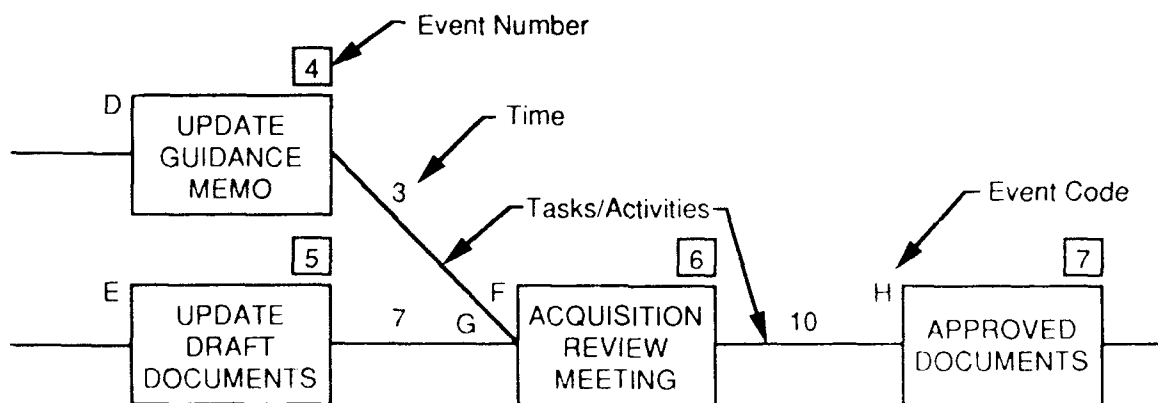 Event Number
4
D
UPDATE
GUIDANCE
MEMO
Time
3
Tasks/Activities
Event Code
5
E
UPDATE
DRAFT
DOCUMENTS
7
G
F
6
ACQUISITION
REVIEW
MEETING
10
H
7
APPROVED
DOCUMENTS